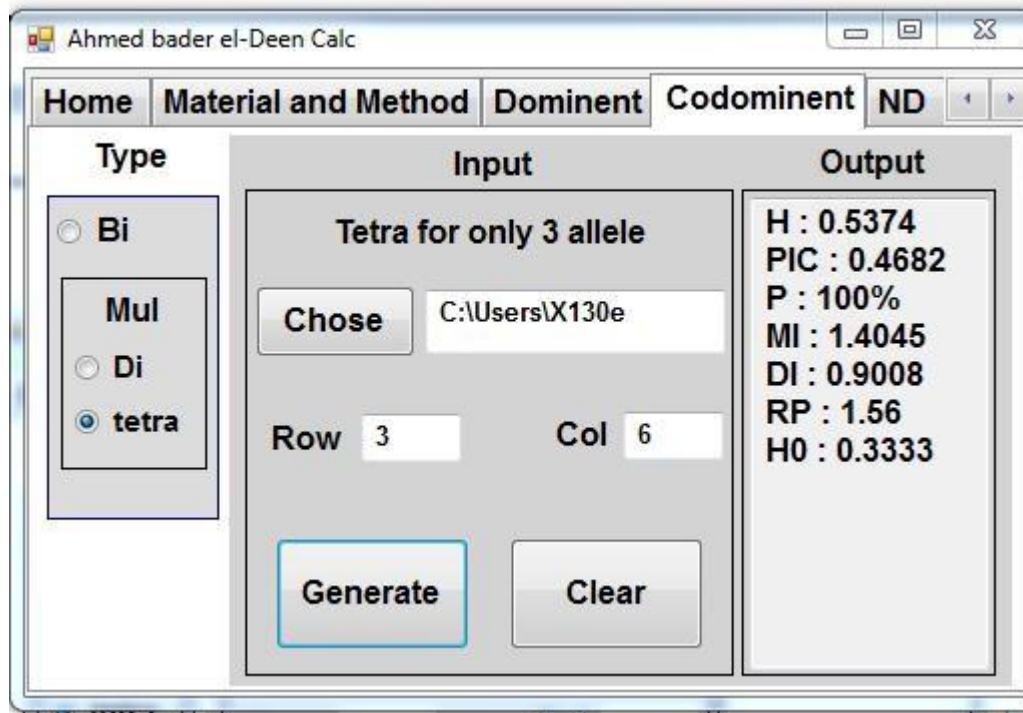 Ahmed bader el-Deen Calc
Home Material and Method Dominent Codominent ND
Type
Bi
Mul
Di
tetra
Input
Tetra for only 3 allele
Chose C:\Users\X130e
Row 3 Col 6
Generate Clear
Output
H : 0.5374
PIC : 0.4682
P : 100%
MI : 1.4045
DI : 0.9008
RP : 1.56
H0 : 0.3333